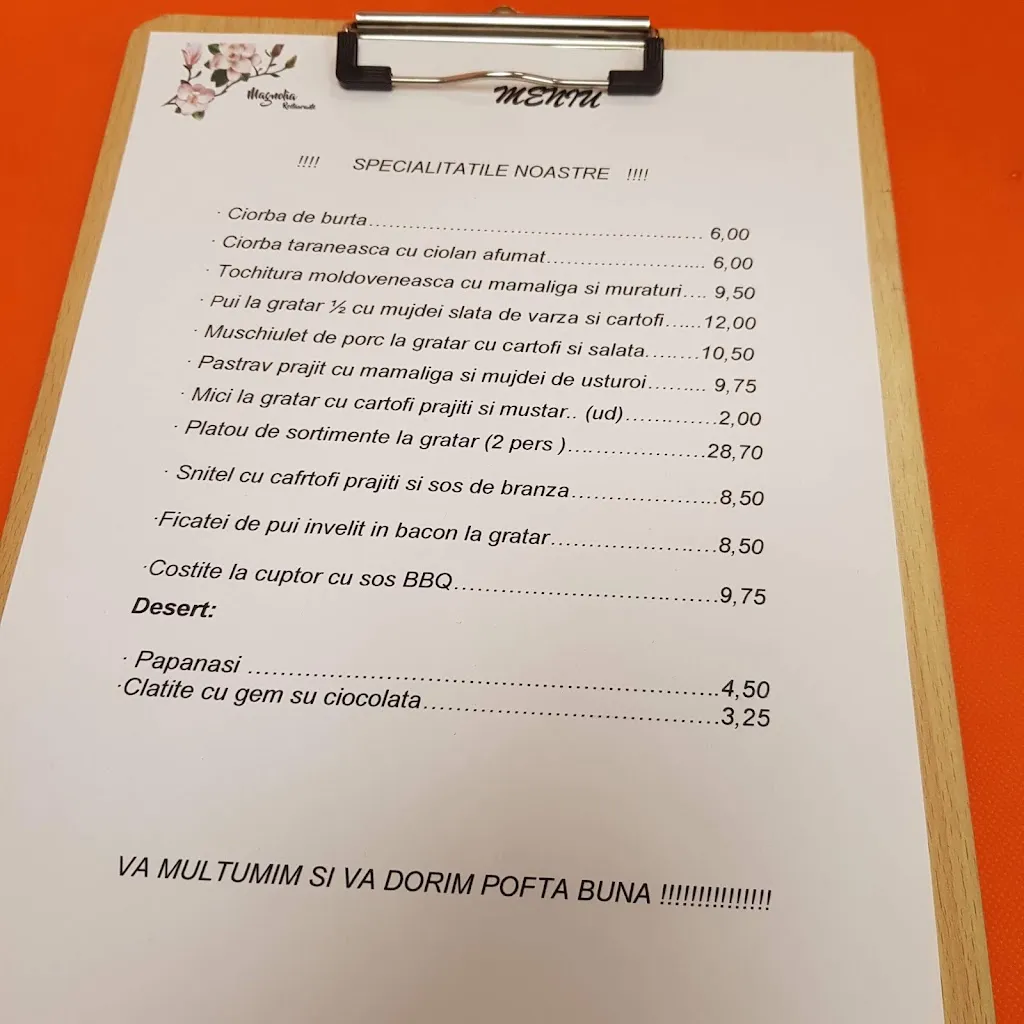 Magnolia
Restaurante
MENIU
!!!! SPECIALITATILE NOASTRE !!!!
· Ciorba de burta.................................................... 6,00
· Ciorba taraneasca cu ciolan afumat......................... 6,00
· Tochitura moldoveneasca cu mamaliga si muraturi.... 9,50
· Pui la gratar ½ cu mujdei slata de varza si cartofi......12,00
· Muschiulet de porc la gratar cu cartofi si salata........10,50
· Pastrav prajit cu mamaliga si mujdei de usturoi......... 9,75
· Mici la gratar cu cartofi prajiti si mustar.. (ud)..............2,00
· Platou de sortimente la gratar (2 pers )....................28,70
· Snitel cu cafrtofi prajiti si sos de branza.....................8,50
·Ficatei de pui invelit in bacon la gratar........................8,50
·Costite la cuptor cu sos BBQ......................................9,75
Desert:
· Papanasi ..................................................................4,50
·Clatite cu gem su ciocolata.........................................3,25
VA MULTUMIM SI VA DORIM POFTA BUNA !!!!!!!!!!!!!!!